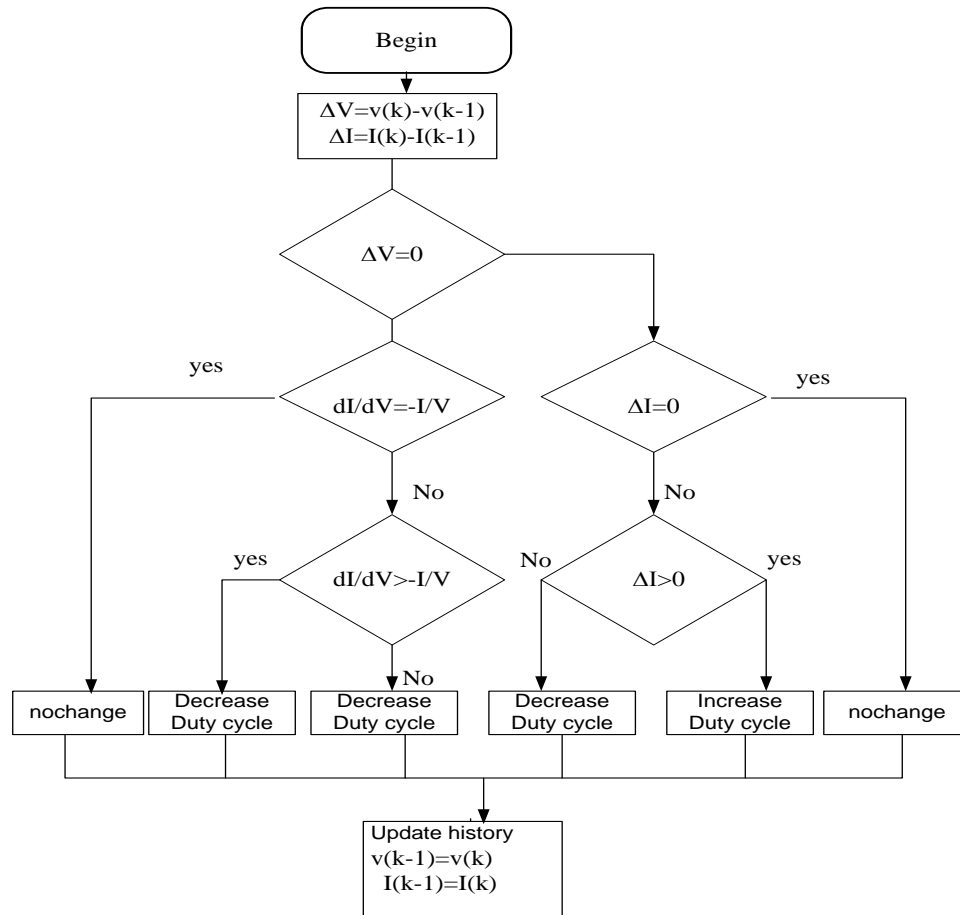 Begin
ΔV=v(k)-v(k-1)
ΔI=I(k)-I(k-1)
ΔV=0
yes
dI/dV=-I/V
ΔI=0
yes
No
No
yes
dI/dV>-I/V
No
ΔI>0
yes
No
nochange
Decrease
Duty cycle
Decrease
Duty cycle
Decrease
Duty cycle
Increase
Duty cycle
nochange
Update history
v(k-1)=v(k)
I(k-1)=I(k)